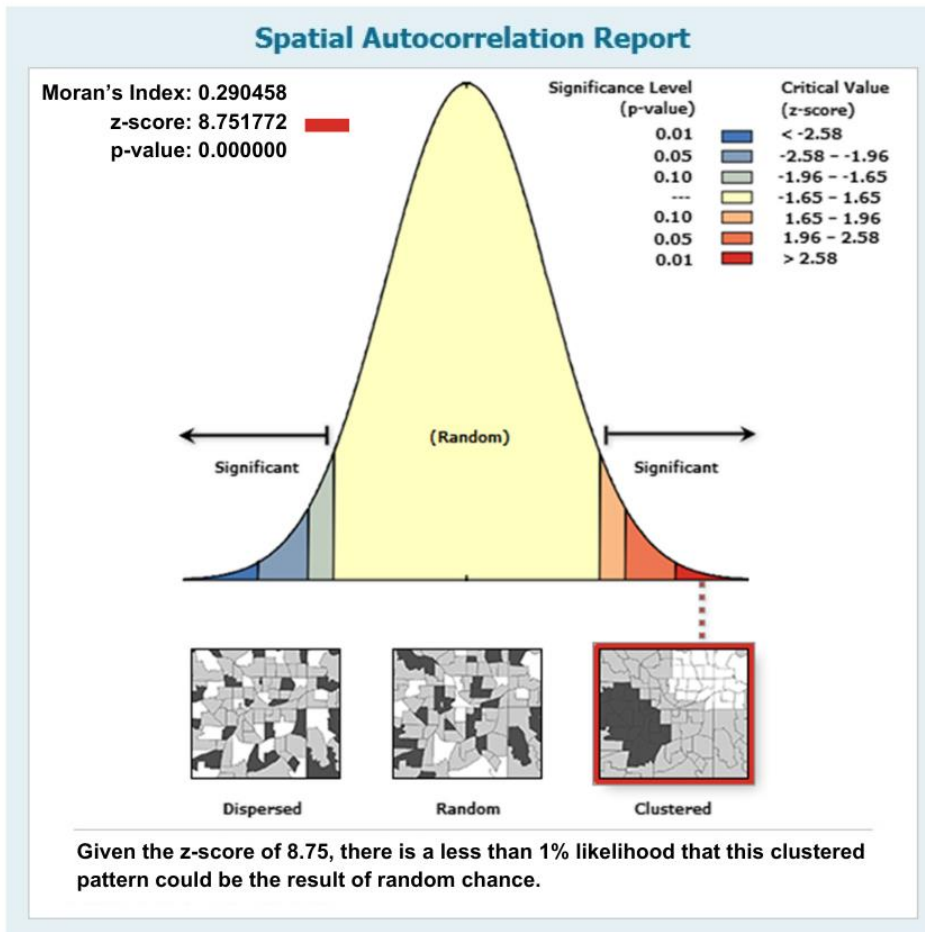 Spatial Autocorrelation Report
Moran's Index: 0.290458
z-score: 8.751772
p-value: 0.000000
Significance Level (p-value)
Critical Value (z-score)
0.01 < -2.58
0.05 -2.58 – -1.96
0.10 -1.96 – -1.65
--- -1.65 – 1.65
0.10 1.65 – 1.96
0.05 1.96 – 2.58
0.01 > 2.58
Significant
(Random)
Significant
Dispersed
Random
Clustered
Given the z-score of 8.75, there is a less than 1% likelihood that this clustered
pattern could be the result of random chance.